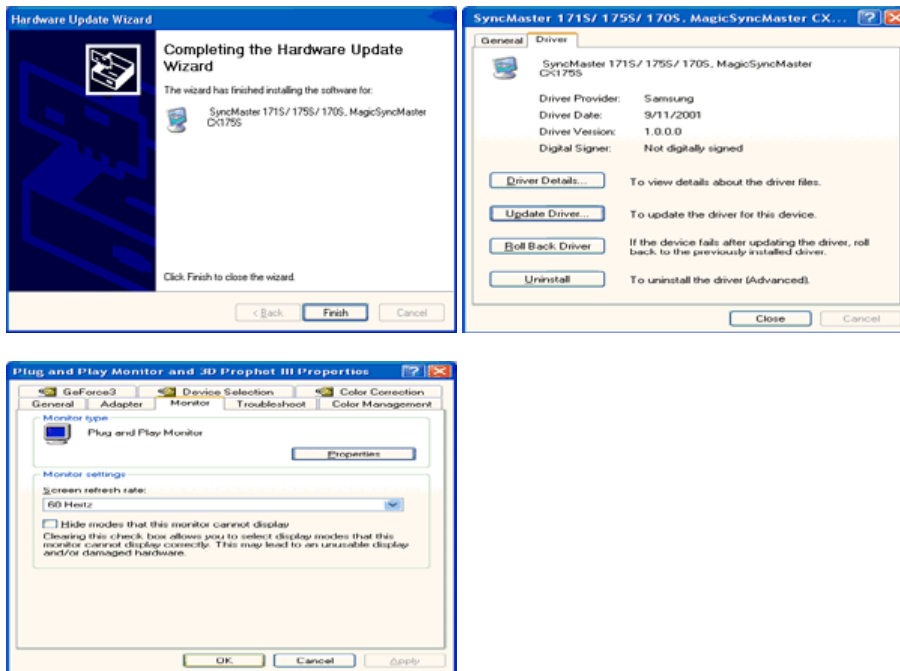 Hardware Update Wizard
Completing the Hardware Update
Wizard
The wizard has finished installing the software for:
SyncMaster 171S/ 175S/ 170S, MagicSyncMaster
CX175S
Click Finish to close the wizard.
< Back
Finish
Cancel
SyncMaster 171S/ 175S/ 170S, MagicSyncMaster CX...
General
Driver
SyncMaster 171S/ 175S/ 170S, MagicSyncMaster
CX175S
Driver Provider: Samsung
Driver Date: 9/11/2001
Driver Version: 1.0.0.0
Digital Signer: Not digitally signed
Driver Details... To view details about the driver files.
Update Driver... To update the driver for this device.
Roll Back Driver If the device fails after updating the driver, roll
back to the previously installed driver.
Uninstall To uninstall the driver (Advanced).
Close
Cancel
Plug and Play Monitor and 3D Prophet III Properties
GeForce3 Device Selection Color Correction
General Adapter Monitor Troubleshoot Color Management
Monitor type
Plug and Play Monitor
Properties
Monitor settings
Screen refresh rate:
60 Hertz
Hide modes that this monitor cannot display
Clearing this check box allows you to select display modes that this
monitor cannot display correctly. This may lead to an unusable display
and/or damaged hardware.
OK
Cancel
Apply